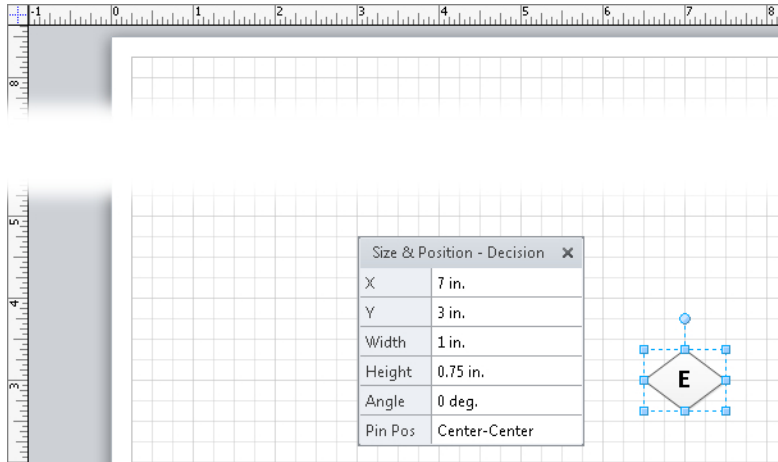 -1 0 1 2 3 4 5 6 7 8
8
5
Size & Position - Decision
X 7 in.
Y 3 in.
4
Width 1 in.
Height 0.75 in.
E
3
Angle 0 deg.
Pin Pos Center-Center